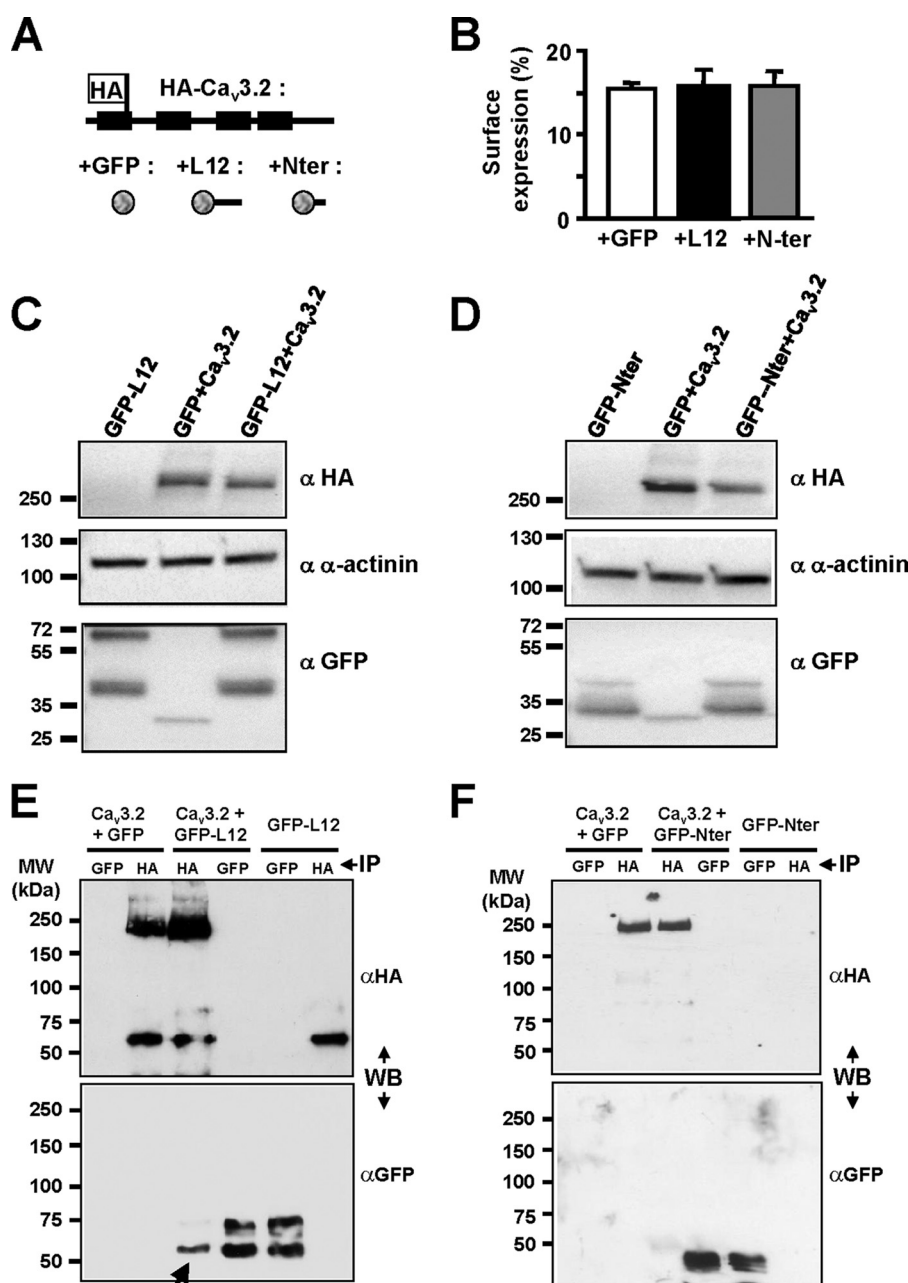 A
HA
HA-Cav3.2 :
+GFP : +L12 : +Nter :
B
Surface expression (%)
20
10
0
+GFP +L12 +N-ter
C
GFP-L12
GFP+Cav3.2
GFP-L12+Cav3.2
250
α HA
130
100
α α-actinin
72
55
35
25
α GFP
D
GFP-Nter
GFP+Cav3.2
GFP--Nter+Cav3.2
250
α HA
130
100
α α-actinin
72
55
35
25
α GFP
E
Cav3.2 + GFP
Cav3.2 + GFP-L12
GFP-L12
GFP HA HA GFP GFP HA IP
MW (kDa)
250
150
100
75
50
αHA
WB
250
150
100
75
50
αGFP
F
Cav3.2 + GFP
Cav3.2 + GFP-Nter
GFP-Nter
GFP HA HA GFP GFP HA IP
MW (kDa)
250
150
100
75
50
αHA
WB
250
150
100
75
50
αGFP